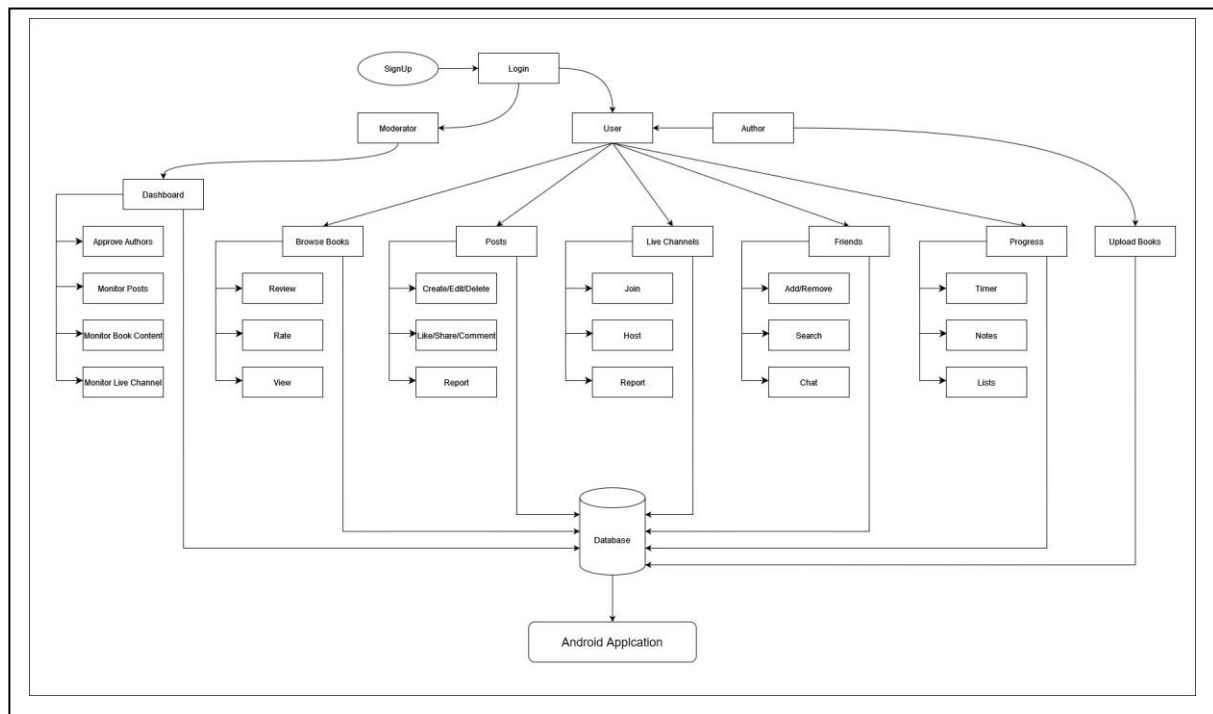 SignUp
Login
Moderator
User
Author
Dashboard
Browse Books
Posts
Live Channels
Friends
Progress
Upload Books
Approve Authors
Review
Create/Edit/Delete
Join
Add/Remove
Timer
Monitor Posts
Rate
Like/Share/Comment
Host
Search
Notes
Monitor Book Content
View
Report
Report
Chat
Lists
Monitor Live Channel
Database
Android Applcation